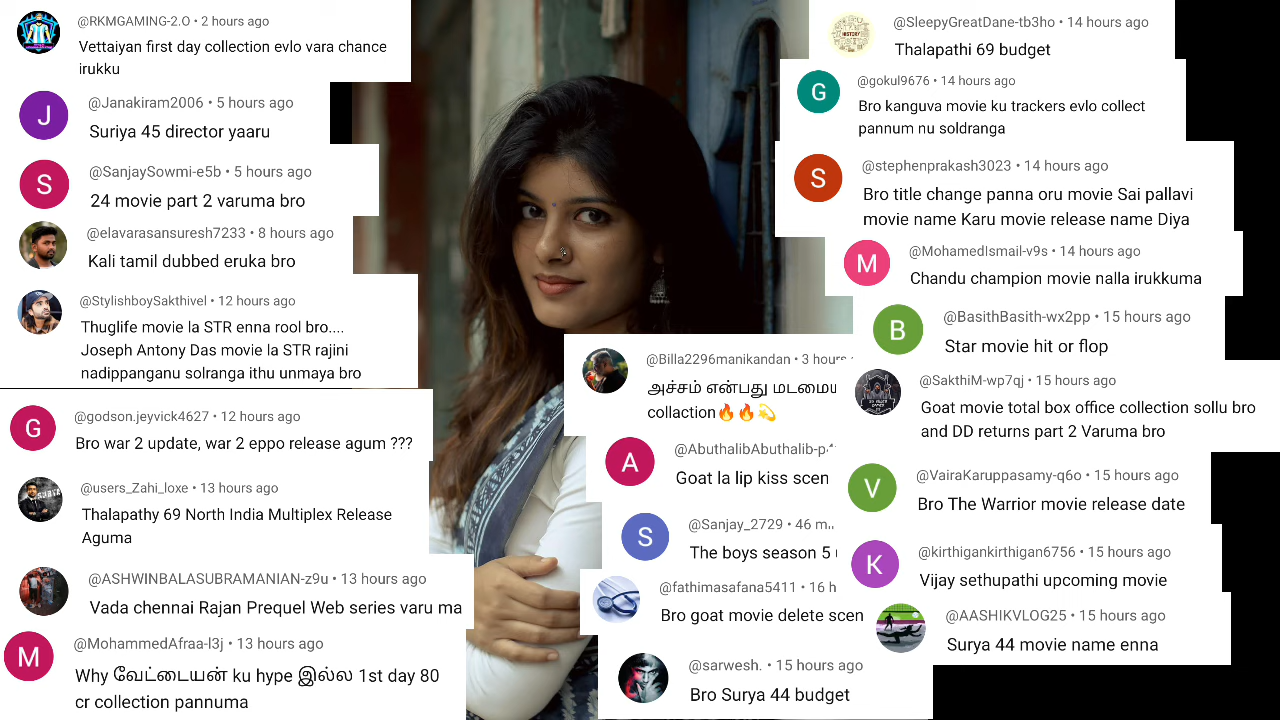 @RKMGAMING-2.O • 2 hours ago
Vettaiyan first day collection evlo vara chance
irukku
J
@Janakiram2006 • 5 hours ago
Suriya 45 director yaaru
S
@SanjaySowmi-e5b • 5 hours ago
24 movie part 2 varuma bro
@elavarasansuresh7233 • 8 hours ago
Kali tamil dubbed eruka bro
@StylishboySakthivel • 12 hours ago
Thuglife movie la STR enna rool bro....
Joseph Antony Das movie la STR rajini
nadippanganu solranga ithu unmaya bro
G
@godson.jeyvick4627 • 12 hours ago
Bro war 2 update, war 2 eppo release agum ???
@users_Zahi_loxe • 13 hours ago
Thalapathy 69 North India Multiplex Release
Aguma
@ASHWINBALASUBRAMANIAN-z9u • 13 hours ago
Vada chennai Rajan Prequel Web series varu ma
M
@MohammedAfraa-l3j • 13 hours ago
Why வேட்டையன் ku hype இல்ல 1st day 80
cr collection pannuma
@Billa2296manikandan • 3 hours
அச்சம் என்பது
collaction🔥🔥💫
A
@AbuthalibAbuthalib-p4
Goat la lip kiss scen
S
@Sanjay_2729 • 46
The boys season 5
@fathimasafana5411 • 16 h
Bro goat movie delete scen
@sarwesh. • 15 hours ago
Bro Surya 44 budget
HISTORY
@SleepyGreatDane-tb3ho • 14 hours ago
Thalapathi 69 budget
G
@gokul9676 • 14 hours ago
Bro kanguva movie ku trackers evlo collect
pannum nu soldranga
S
@stephenprakash3023 • 14 hours ago
Bro title change panna oru movie Sai pallavi
movie name Karu movie release name Diya
M
@MohamedIsmail-v9s • 14 hours ago
Chandu champion movie nalla irukkuma
B
@BasithBasith-wx2pp • 15 hours ago
Star movie hit or flop
@SakthiM-wp7qj • 15 hours ago
Goat movie total box office collection sollu bro
and DD returns part 2 Varuma bro
V
@VairaKaruppasamy-q6o • 15 hours ago
Bro The Warrior movie release date
K
@kirthigankirthigan6756 • 15 hours ago
Vijay sethupathi upcoming movie
@AASHIKVLOG25 • 15 hours ago
Surya 44 movie name enna